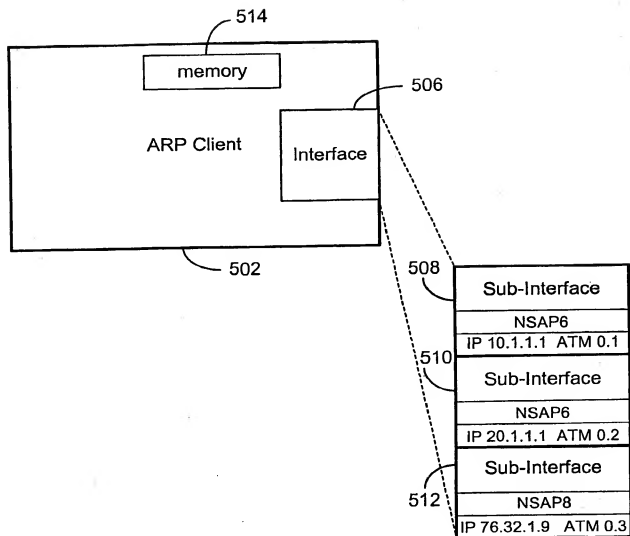 514
memory
506
ARP Client
Interface
502
508
Sub-Interface
NSAP6
IP 10.1.1.1 ATM 0.1
510
Sub-Interface
NSAP6
IP 20.1.1.1 ATM 0.2
Sub-Interface
512
NSAP8
IP 76.32.1.9 ATM 0.3